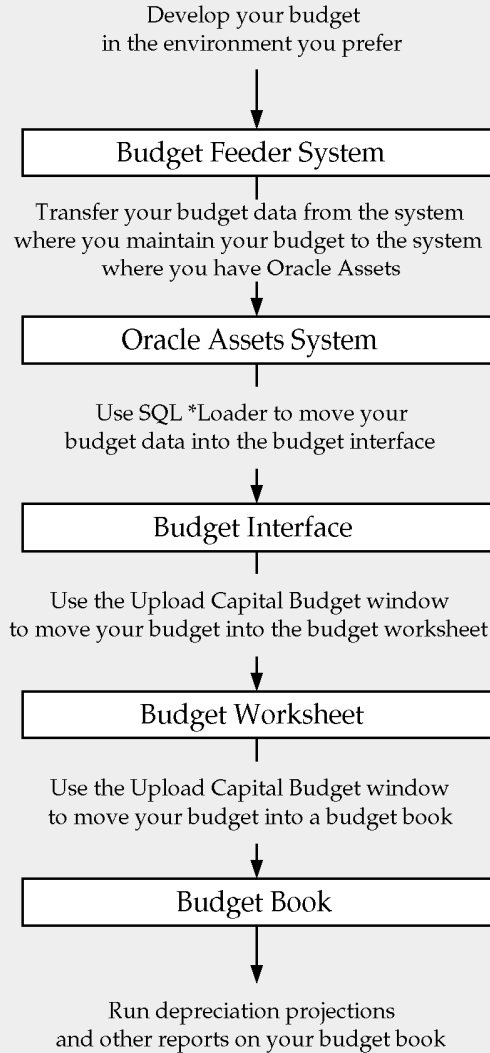 Develop your budget
in the environment you prefer
Budget Feeder System
Transfer your budget data from the system
where you maintain your budget to the system
where you have Oracle Assets
Oracle Assets System
Use SQL *Loader to move your
budget data into the budget interface
Budget Interface
Use the Upload Capital Budget window
to move your budget into the budget worksheet
Budget Worksheet
Use the Upload Capital Budget window
to move your budget into a budget book
Budget Book
Run depreciation projections
and other reports on your budget book